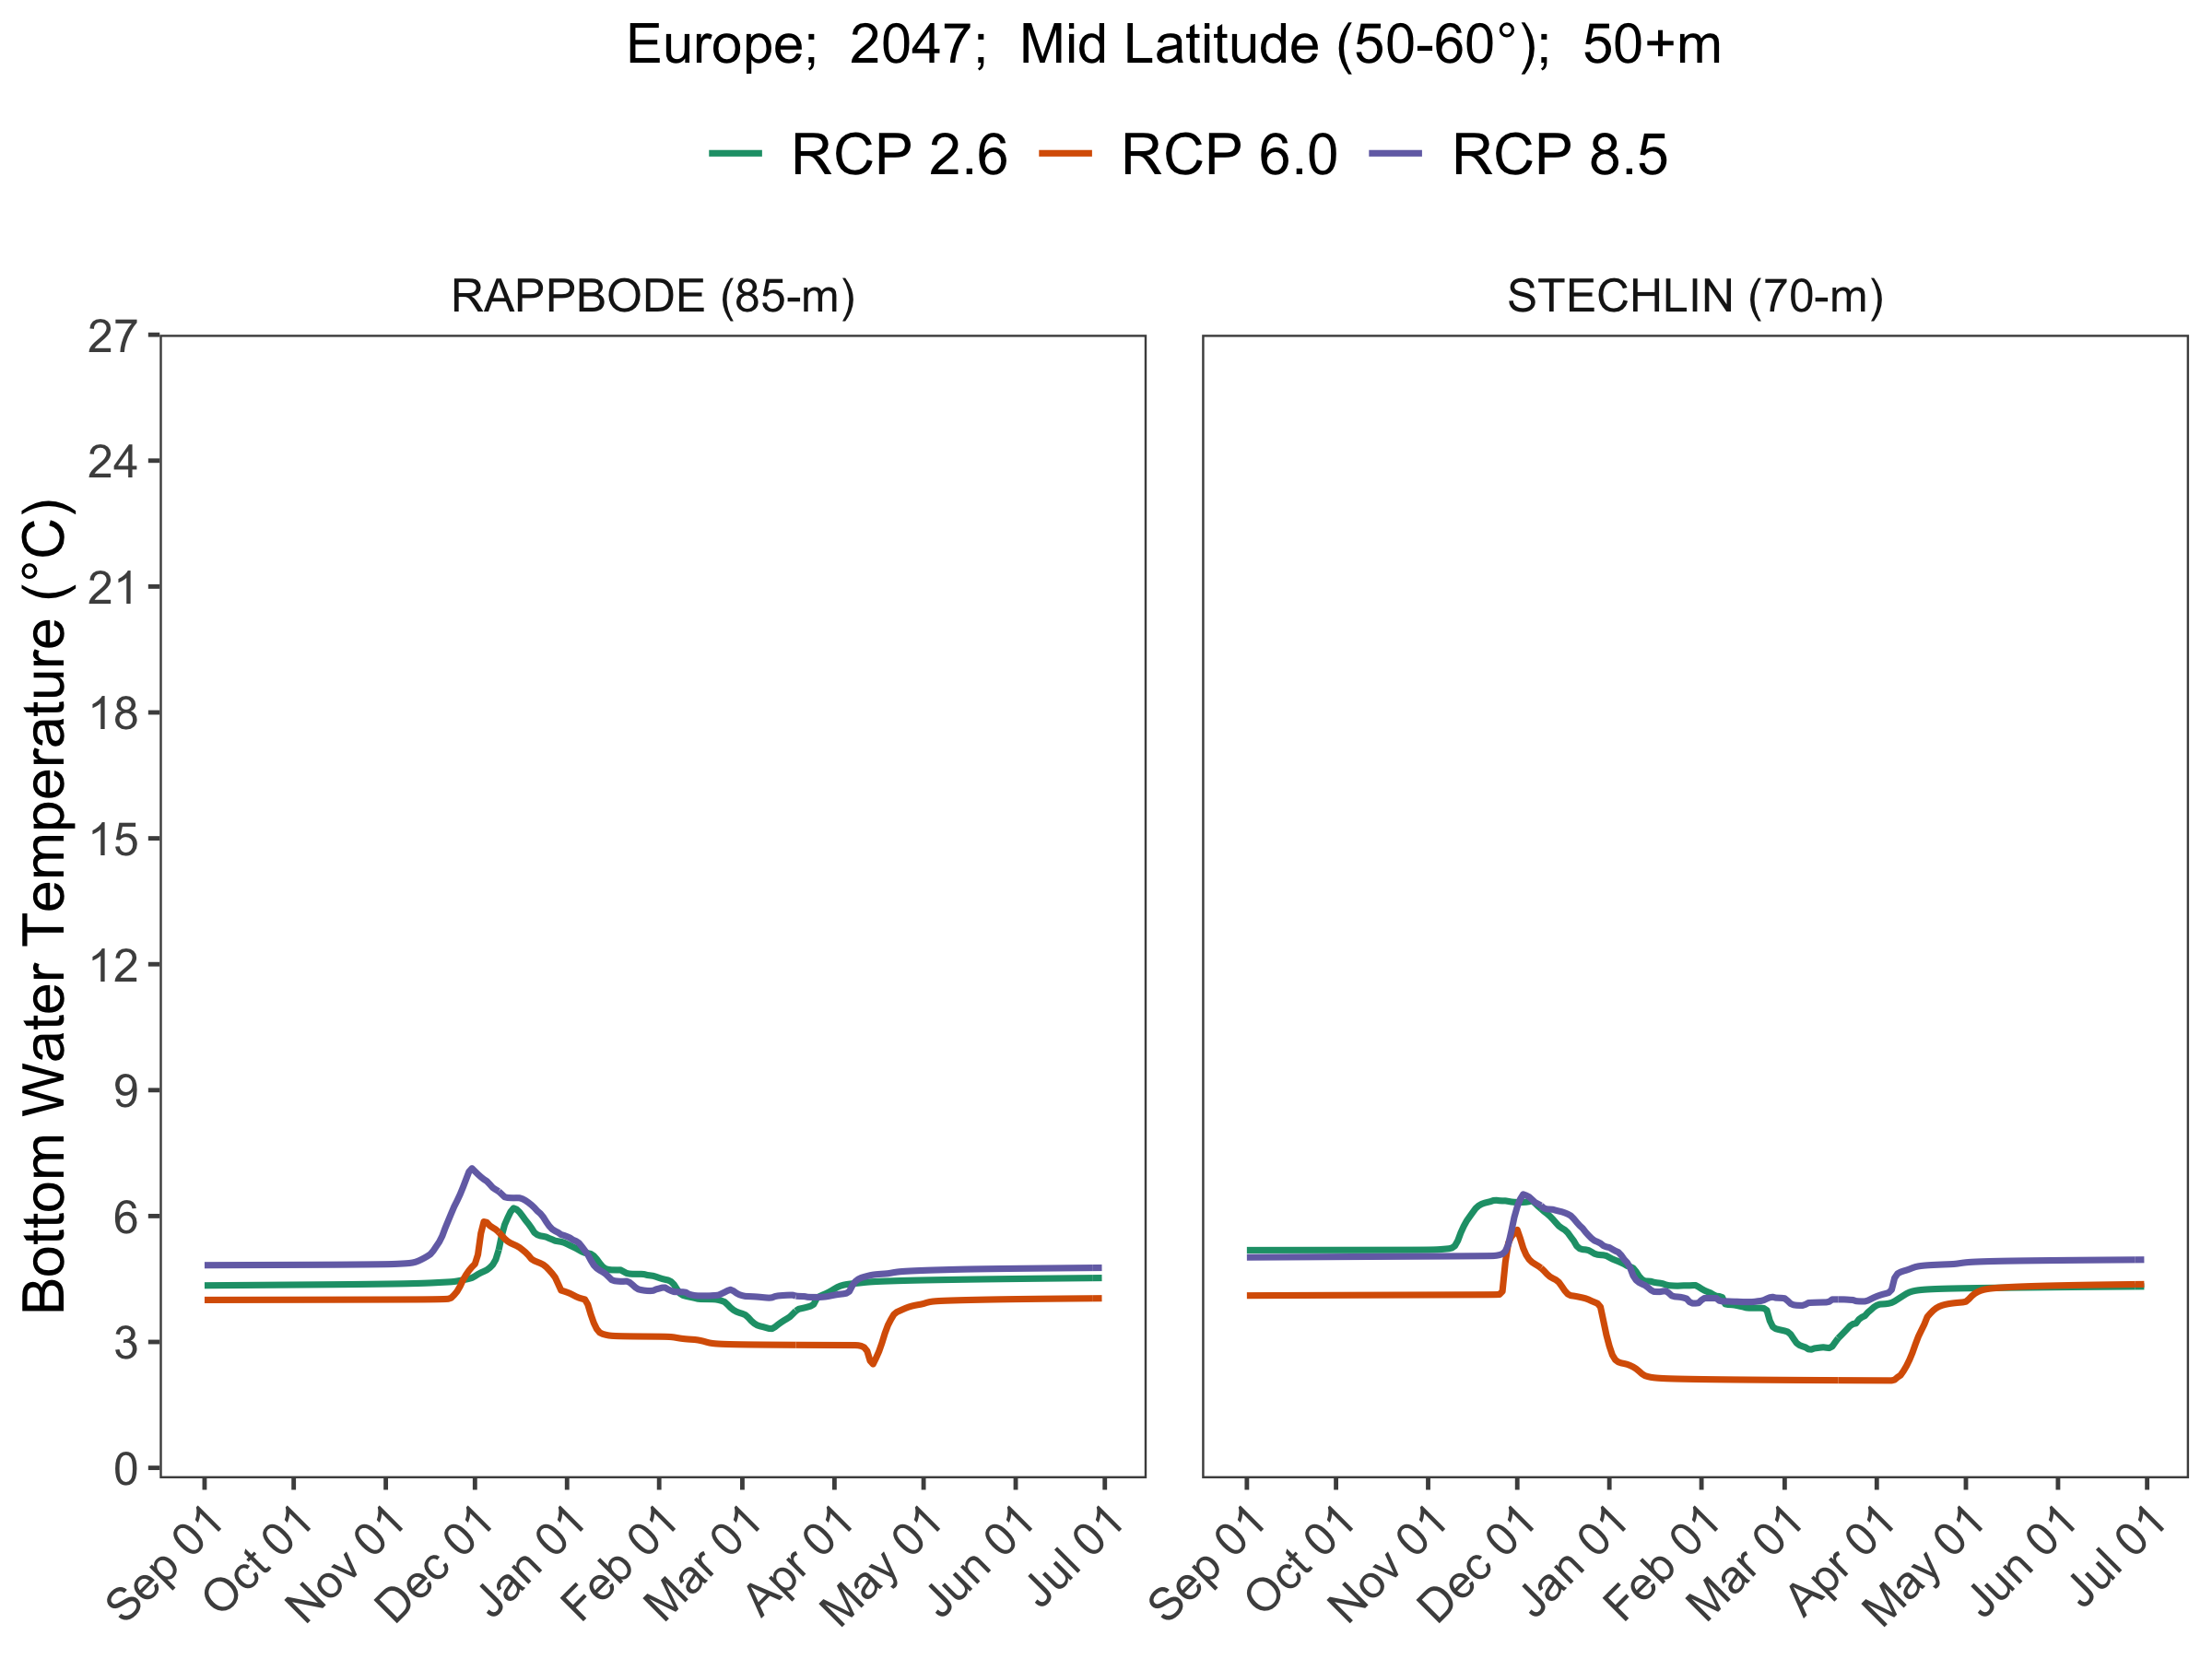 Europe;  2047;  Mid Latitude (50-60°);  50+m
RCP 2.6 RCP 6.0 RCP 8.5
RAPPBODE (85-m) STECHLIN (70-m)
Bottom Water Temperature (°C)
27
24
21
18
15
12
9
6
3
0
Sep 01 Oct 01 Nov 01 Dec 01 Jan 01 Feb 01 Mar 01 Apr 01 May 01 Jun 01 Jul 01 Sep 01 Oct 01 Nov 01 Dec 01 Jan 01 Feb 01 Mar 01 Apr 01 May 01 Jun 01 Jul 01